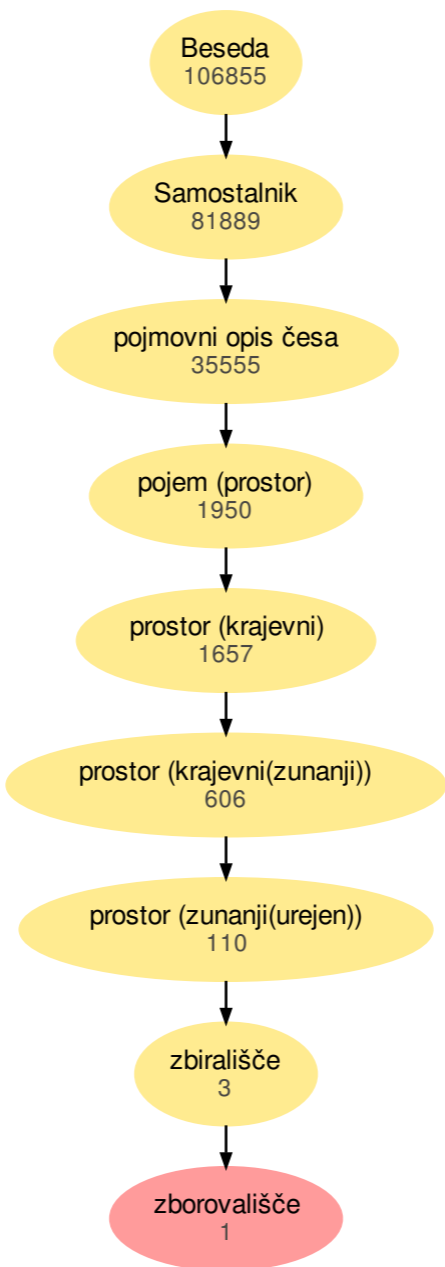 Beseda
106855
Samostalnik
81889
pojmovni opis česa
35555
pojem (prostor)
1950
prostor (krajevni)
1657
prostor (krajevni(zunanji))
606
prostor (zunanji(urejen))
110
zbirališče
3
zborovališče
1